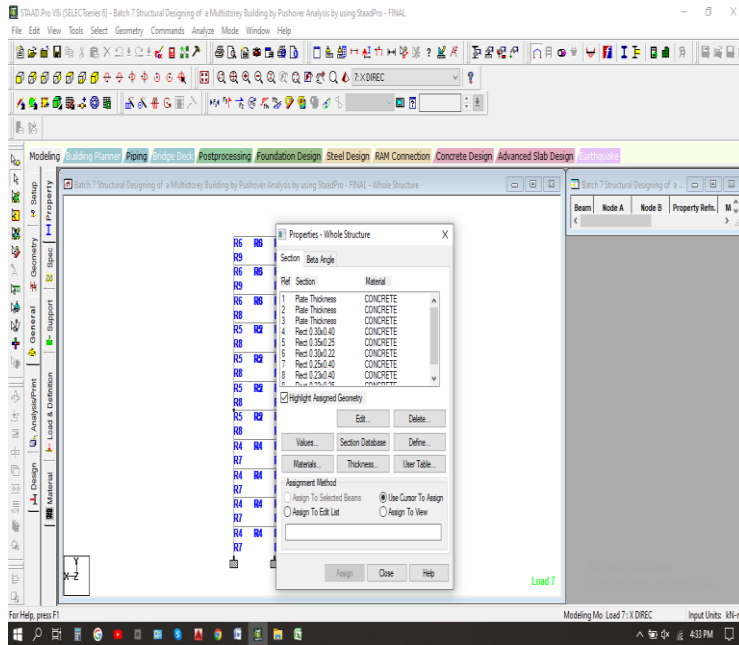 STAAD.Pro V8i (SELECTseries 6) - Batch 7 Structural Designing of a Multistorey Building by Pushover Analysis by using StaadPro - FINAL
File Edit View Tools Select Geometry Commands Analyze Mode Window Help
7: X DIREC
Modeling Building Planner Piping Bridge Deck Postprocessing Foundation Design Steel Design RAM Connection Concrete Design Advanced Slab Design Earthquake
Batch 7 Structural Designing of a Multistorey Building by Pushover Analysis by using StaadPro - FINAL - Whole Structure
Batch 7 Structural Designing of a ...
Beam Node A Node B Property Refn. M
Setup
Geometry
General
Analysis/Print
Design
Property
Spec
Support
Load & Definition
Material
R6 R6
R9
R6 R6
R9
R6 R6
R8
R5 R9
R8
R5 R9
R8
R5 R9
R8
R5 R9
R8
R4 R4
R7
R4 R4
R7
R4 R4
R7
R4 R4
R7
Properties - Whole Structure X
Section Beta Angle
Ref Section Material
1 Plate Thickness CONCRETE
2 Plate Thickness CONCRETE
3 Plate Thickness CONCRETE
4 Rect 0.30x0.40 CONCRETE
5 Rect 0.35x0.25 CONCRETE
6 Rect 0.30x0.22 CONCRETE
7 Rect 0.25x0.40 CONCRETE
8 Rect 0.23x0.40 CONCRETE
Highlight Assigned Geometry
Edit... Delete...
Values... Section Database Define...
Materials... Thickness... User Table...
Assignment Method
Assign To Selected Beams Use Cursor To Assign
Assign To Edit List Assign To View
Assign Close Help
Y
X Z
Load 7
For Help, press F1
Modeling Mo Load 7 : X DIREC Input Units: kN-m
4:33 PM